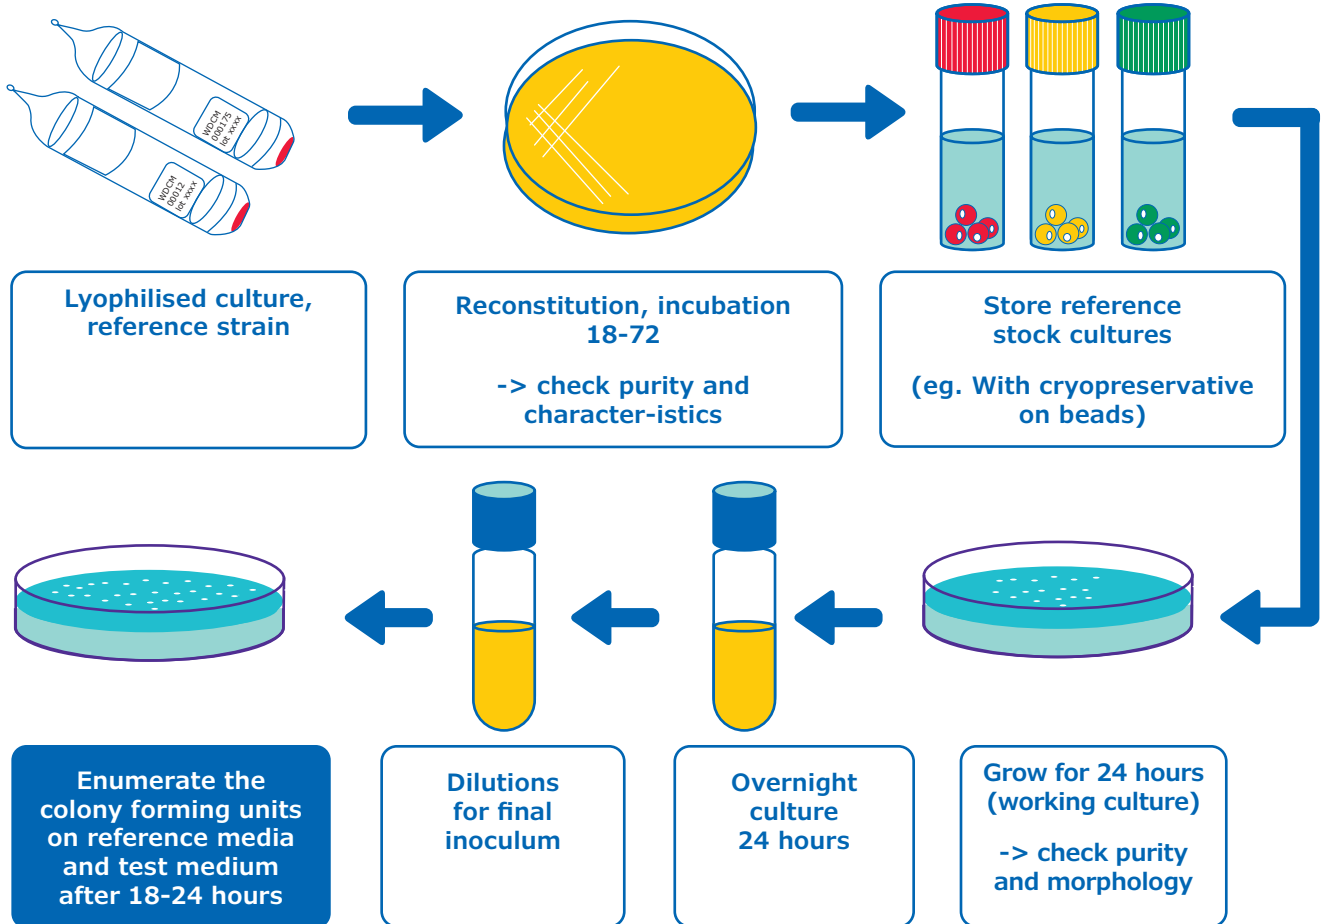 WDCM
000175
lot xxxx
WDCM
00012
lot xxxx
Lyophilised culture,
reference strain
Reconstitution, incubation
18-72
-> check purity and
character-istics
Store reference
stock cultures
(eg. With cryopreservative
on beads)
Grow for 24 hours
(working culture)
-> check purity
and morphology
Overnight
culture
24 hours
Dilutions
for final
inoculum
Enumerate the
colony forming units
on reference media
and test medium
after 18-24 hours